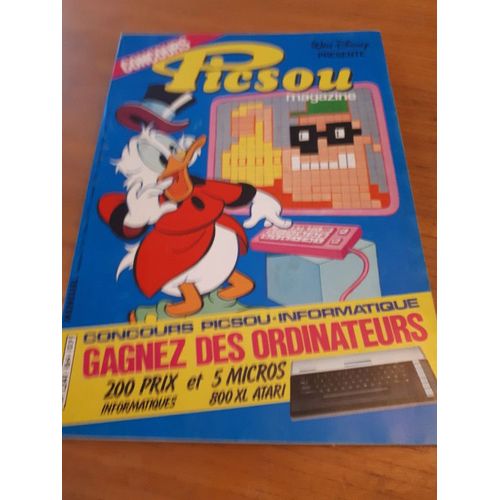 CONCOURS
Picsou
magazine
Walt Disney
PRÉSENTE
CONCOURS PICSOU-INFORMATIQUE
GAGNEZ DES ORDINATEURS
200 PRIX et 5 MICROS
INFORMATIQUES 800 XL ATARI